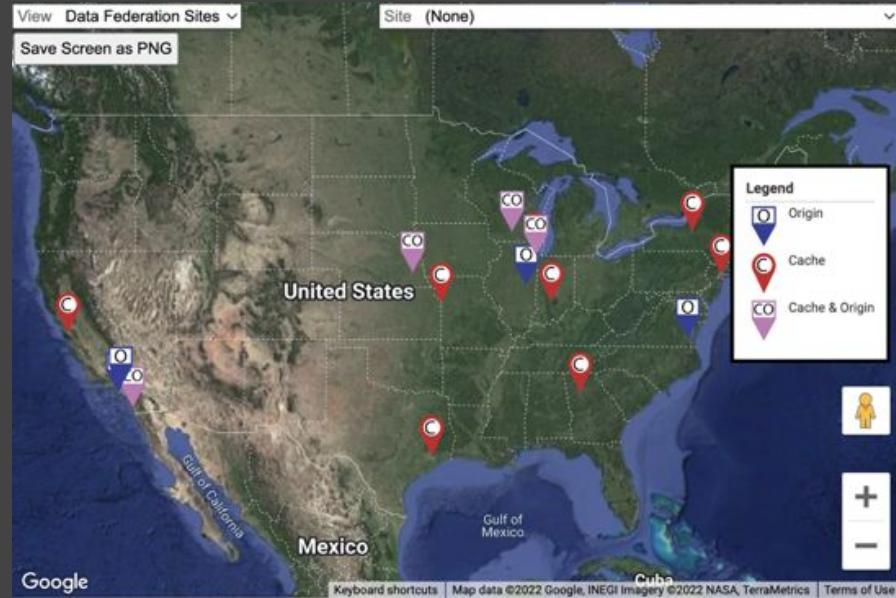 View Data Federation Sites
Site (None)
Save Screen as PNG
Legend
O Origin
C Cache
CO Cache & Origin
C
CO
CO
C
CO
O
C
C
C
United States
O
C
O
CO
C
C
Gulf of California
Gulf of
Mexico
Mexico
Cuba
Google
Keyboard shortcuts
Map data ©2022 Google, INEGI Imagery ©2022 NASA, TerraMetrics
Terms of Use